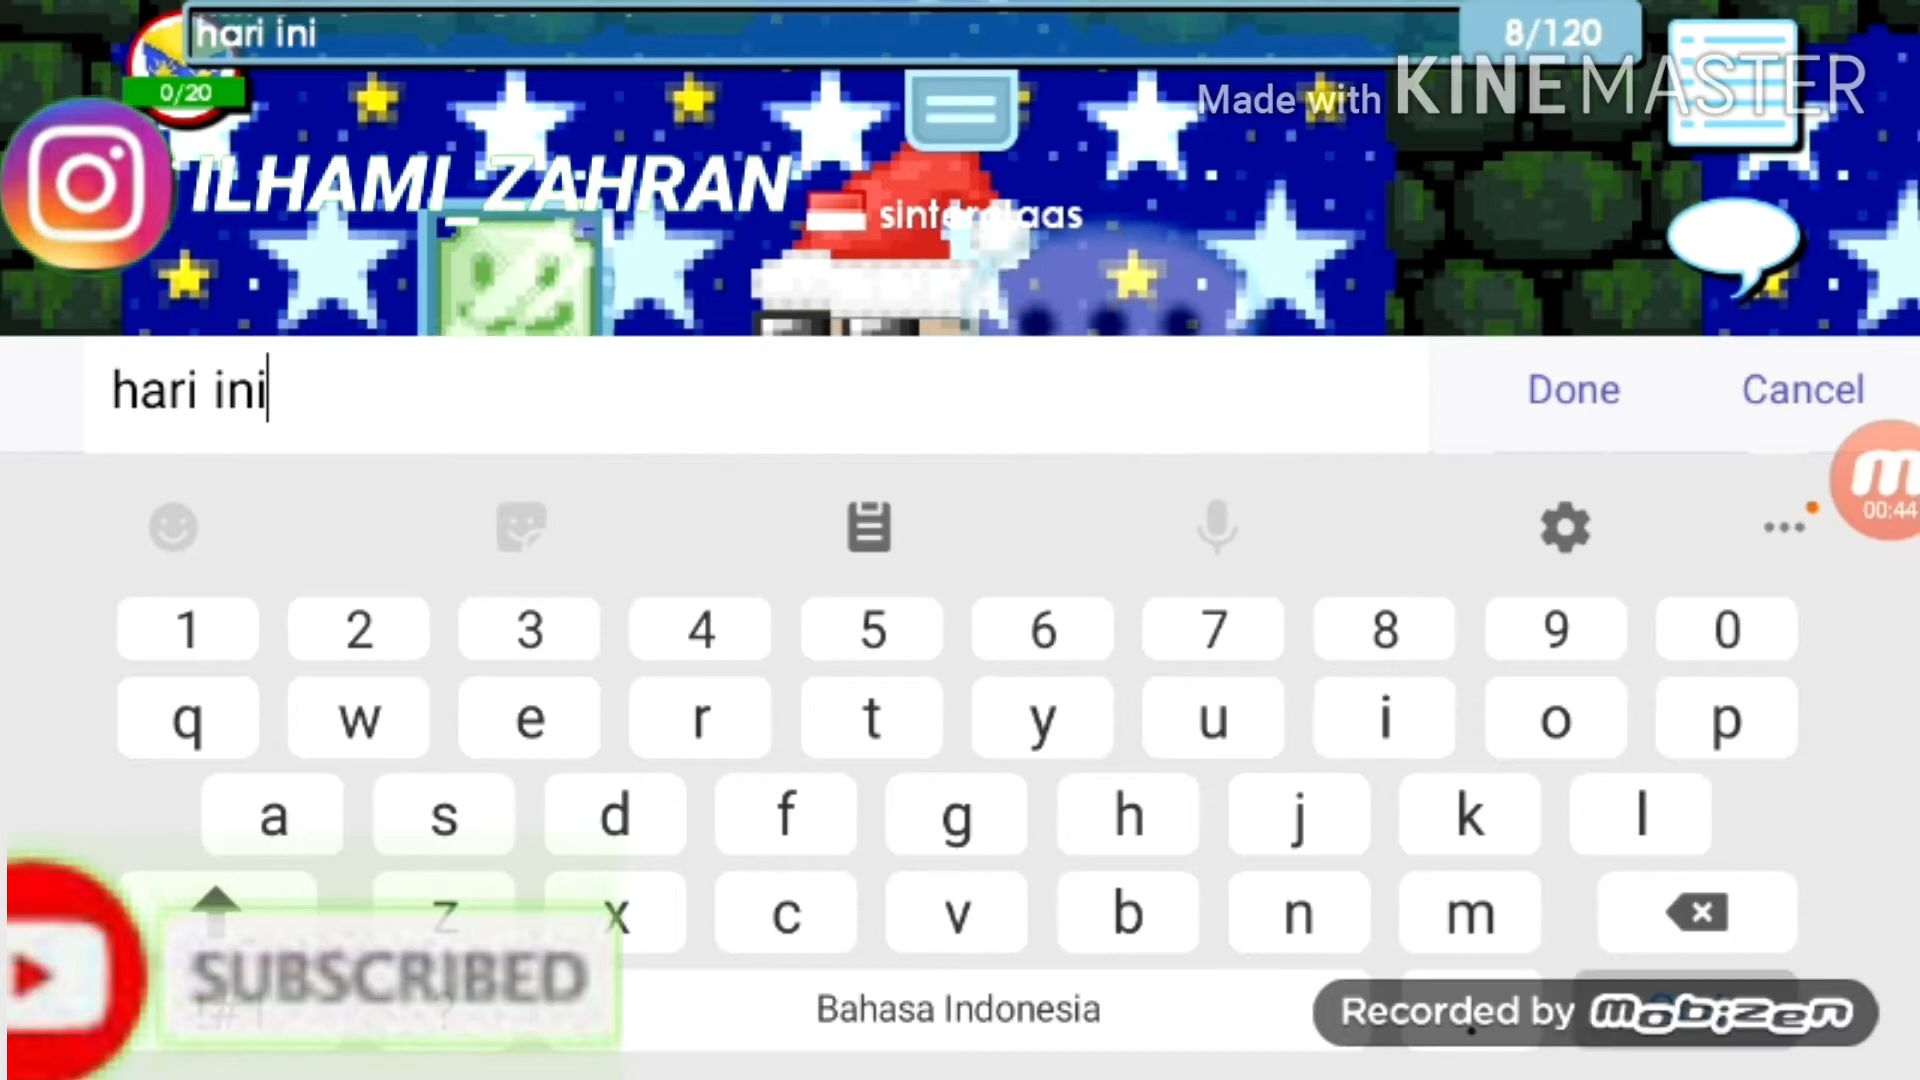 hari ini
8/120
Made with KINEMASTER
0/20
ILHAMI_ZAHRAN
hari ini
Done
Cancel
00:44
1 2 3 4 5 6 7 8 9 0
q w e r t y u i o p
a s d f g h j k l
z x c v b n m
SUBSCRIBED
Bahasa Indonesia
Recorded by mobizen